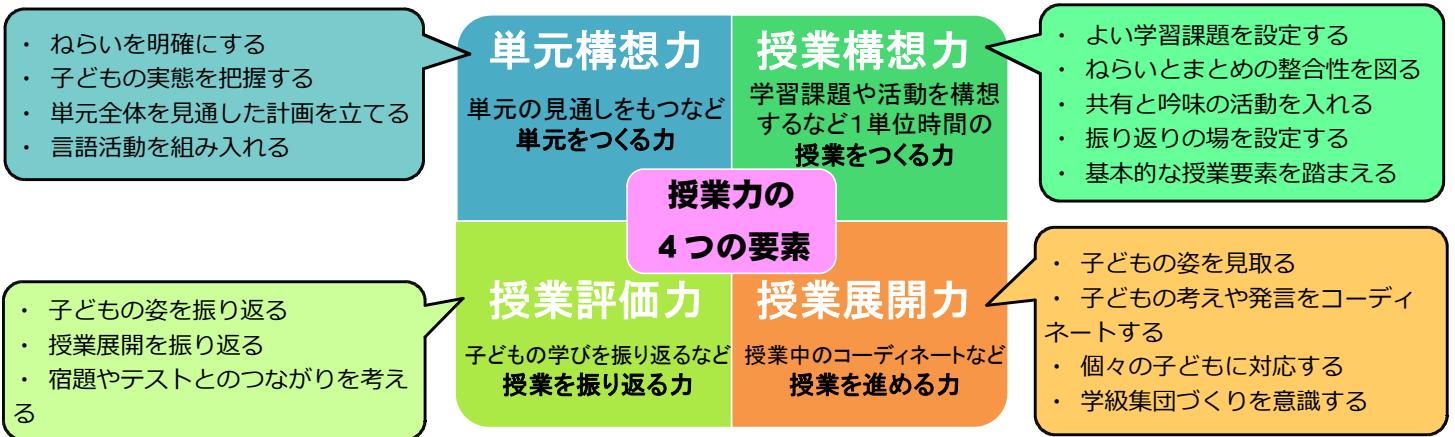 ・ ねらいを明確にする
・ 子どもの実態を把握する
・ 単元全体を見通した計画を立てる
・ 言語活動を組み入れる
単元構想力
単元の見通しをもつなど
単元をつくる力
授業構想力
学習課題や活動を構想
するなど1単位時間の
授業をつくる力
・ よい学習課題を設定する
・ ねらいとまとめの整合性を図る
・ 共有と吟味の活動を入れる
・ 振り返りの場を設定する
・ 基本的な授業要素を踏まえる
授業力の
4つの要素
・ 子どもの姿を振り返る
・ 授業展開を振り返る
・ 宿題やテストとのつながりを考え
る
授業評価力
子どもの学びを振り返るなど
授業を振り返る力
授業展開力
授業中のコーディネートなど
授業を進める力
・ 子どもの姿を見取る
・ 子どもの考えや発言をコーディ
ネートする
・ 個々の子どもに対応する
・ 学級集団づくりを意識する